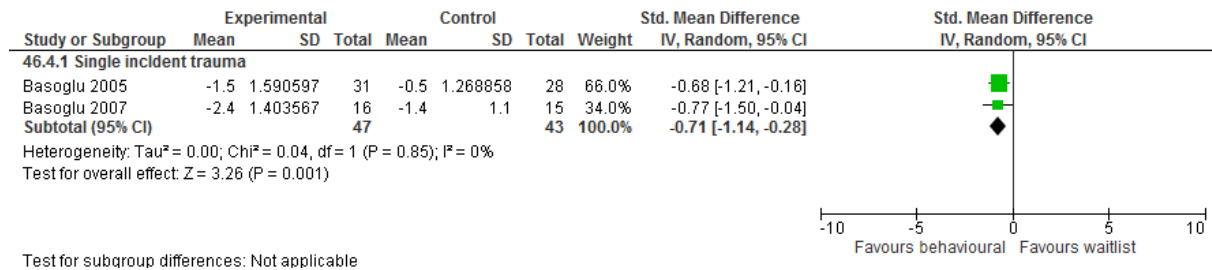 Experimental Control Std. Mean Difference Std. Mean Difference
Study or Subgroup Mean SD Total Mean SD Total Weight IV, Random, 95% CI IV, Random, 95% CI
46.4.1 Single incident trauma
Basoglu 2005 -1.5 1.590597 31 -0.5 1.268858 28 66.0% -0.68 [-1.21, -0.16]
Basoglu 2007 -2.4 1.403567 16 -1.4 1.1 15 34.0% -0.77 [-1.50, -0.04]
Subtotal (95% CI) 47 43 100.0% -0.71 [-1.14, -0.28]
Heterogeneity: Tau² = 0.00; Chi² = 0.04, df = 1 (P = 0.85); I² = 0%
Test for overall effect: Z = 3.26 (P = 0.001)
-10 -5 0 5 10
Favours behavioural Favours waitlist
Test for subgroup differences: Not applicable